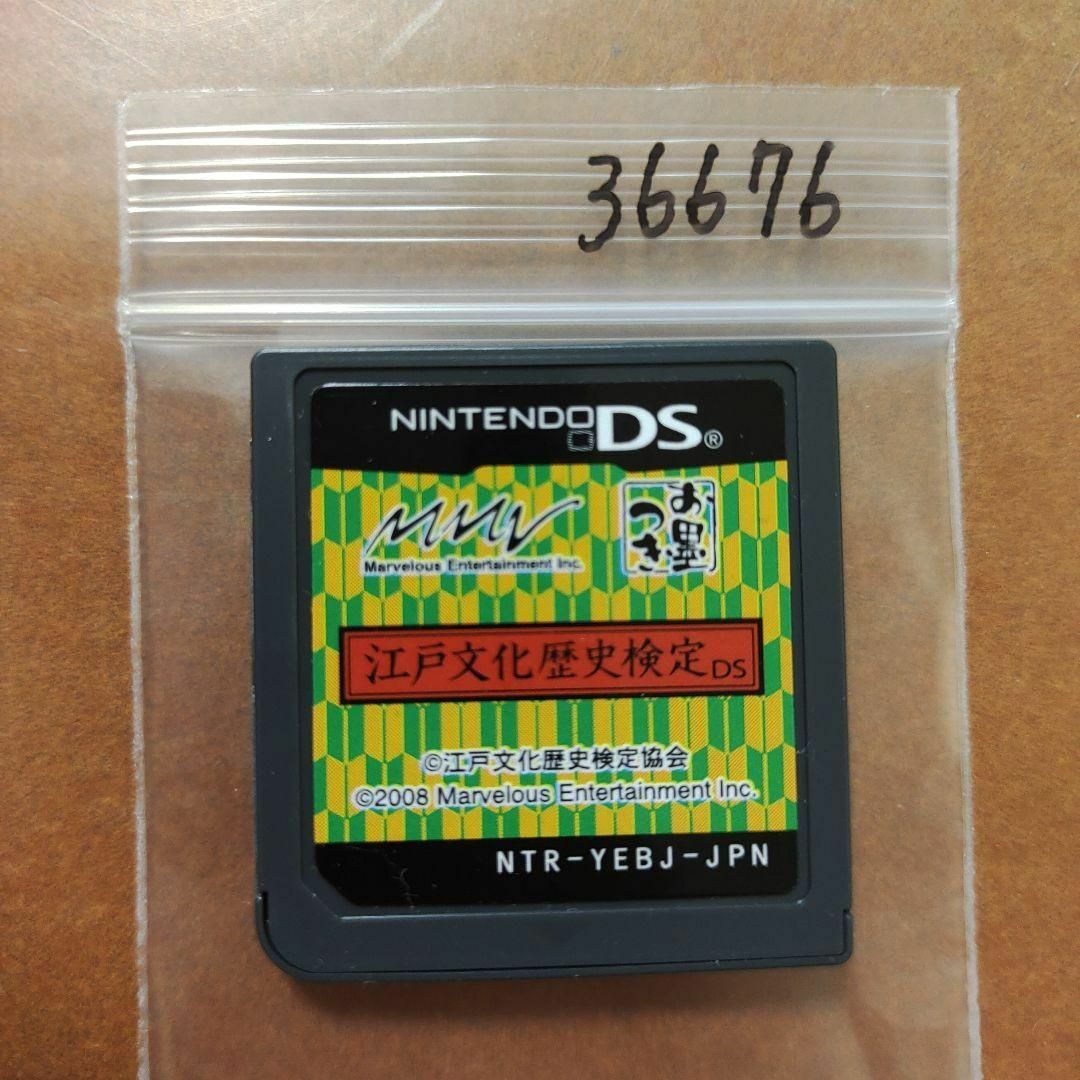 36676
NINTENDO DS®
MMV
Marvelous Entertainment Inc.
お墨
つき
江戸文化歴史検定DS
©江戸文化歴史検定協会
©2008 Marvelous Entertainment Inc.
NTR-YEBJ-JPN